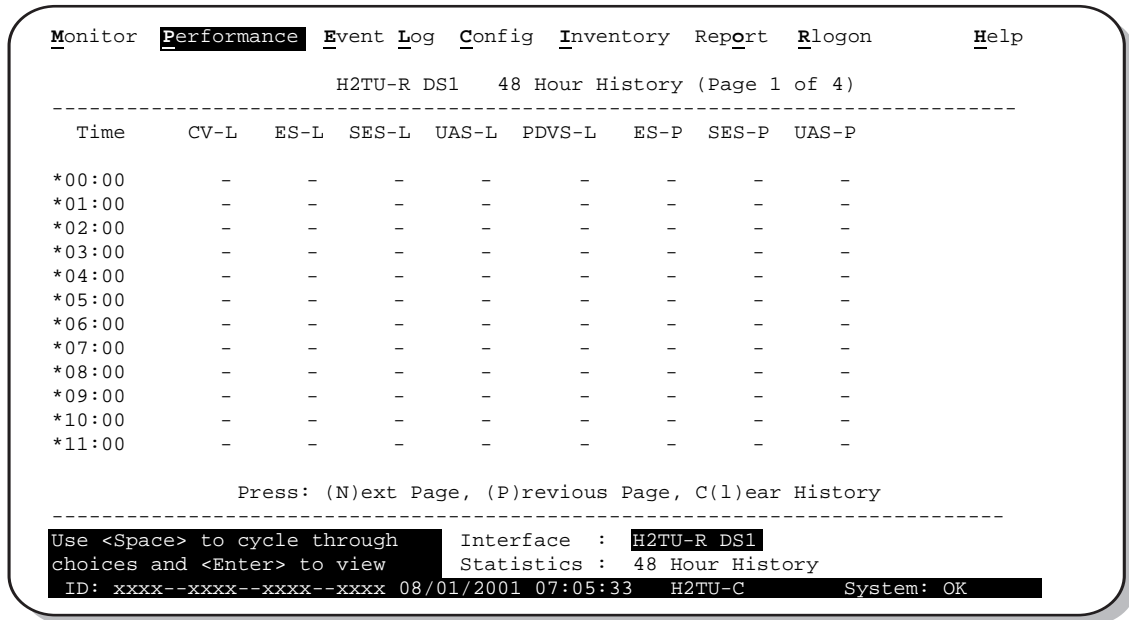 Monitor Performance Event Log Config Inventory Report Rlogon Help
H2TU-R DS1 48 Hour History (Page 1 of 4)
--------------------------------------------------------------------------------
Time CV-L ES-L SES-L UAS-L PDVS-L ES-P SES-P UAS-P
*00:00 - - - - - - - -
*01:00 - - - - - - - -
*02:00 - - - - - - - -
*03:00 - - - - - - - -
*04:00 - - - - - - - -
*05:00 - - - - - - - -
*06:00 - - - - - - - -
*07:00 - - - - - - - -
*08:00 - - - - - - - -
*09:00 - - - - - - - -
*10:00 - - - - - - - -
*11:00 - - - - - - - -
Press: (N)ext Page, (P)revious Page, C(l)ear History
-------------------------------------------------------------------------------
Use <Space> to cycle through Interface : H2TU-R DS1
choices and <Enter> to view Statistics : 48 Hour History
ID: xxxx--xxxx--xxxx--xxxx 08/01/2001 07:05:33 H2TU-C System: OK